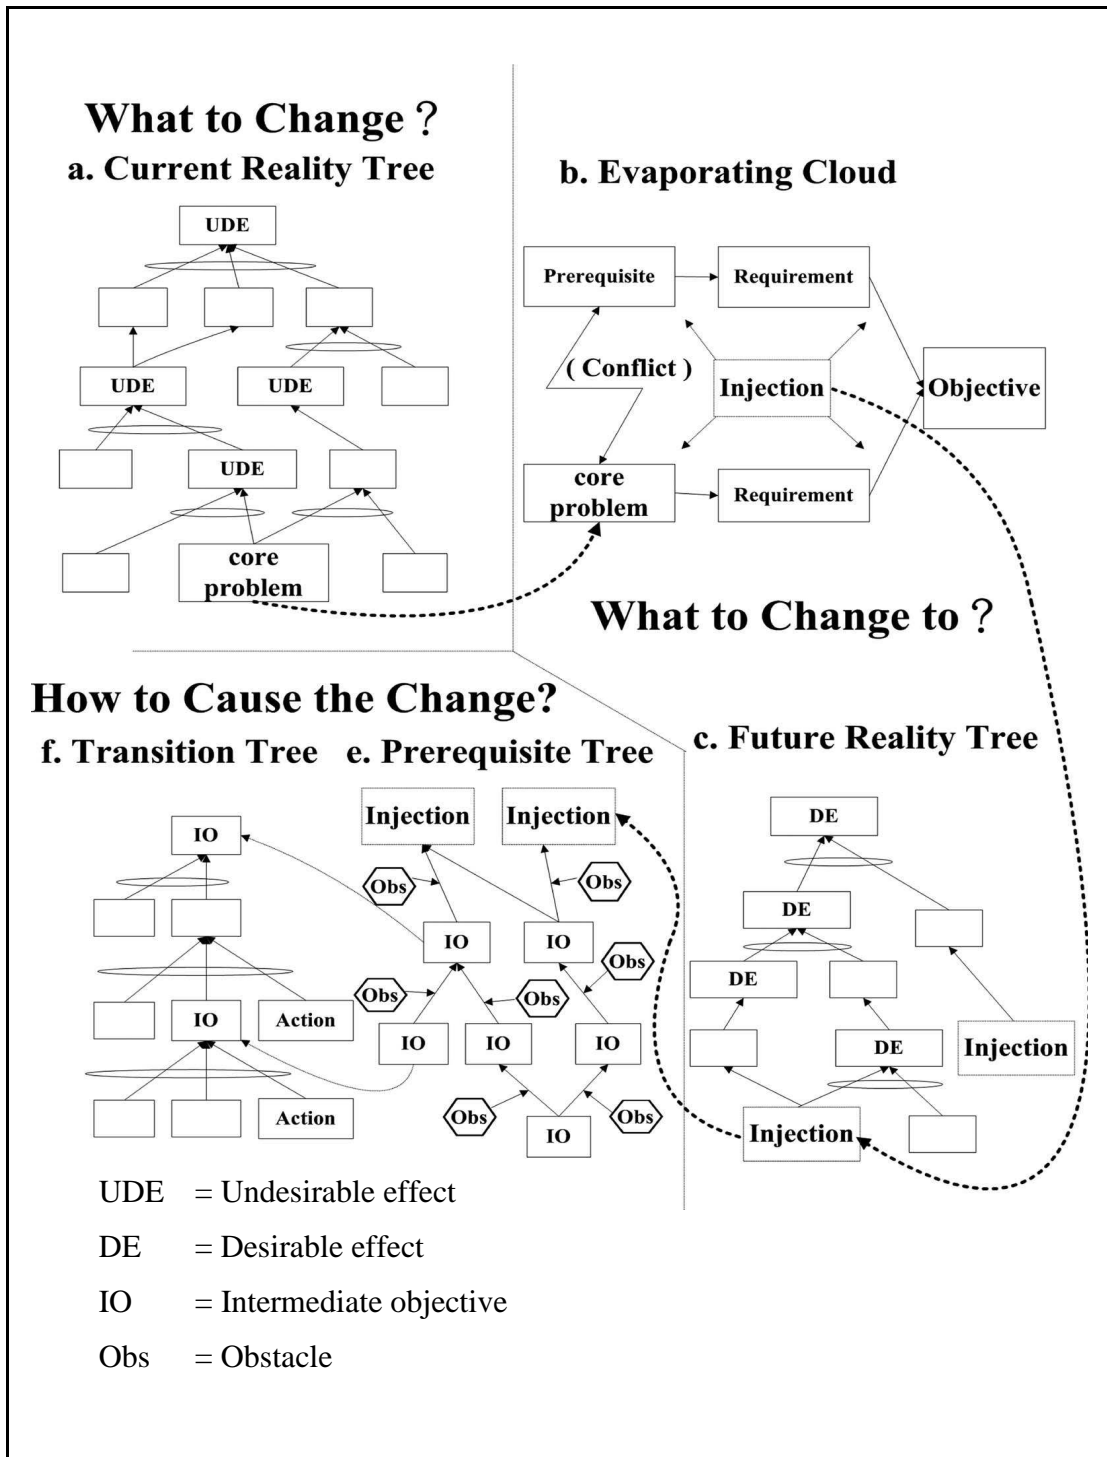 What to Change ?
a. Current Reality Tree
UDE
UDE
UDE
UDE
core
problem
b. Evaporating Cloud
Prerequisite
Requirement
( Conflict )
Injection
Objective
core
problem
Requirement
What to Change to ?
How to Cause the Change?
f. Transition Tree
IO
IO
Action
Action
e. Prerequisite Tree
Injection
Injection
Obs
Obs
IO
IO
Obs
Obs
Obs
IO
IO
IO
Obs
Obs
IO
c. Future Reality Tree
DE
DE
DE
DE
Injection
Injection
UDE = Undesirable effect
DE = Desirable effect
IO = Intermediate objective
Obs = Obstacle